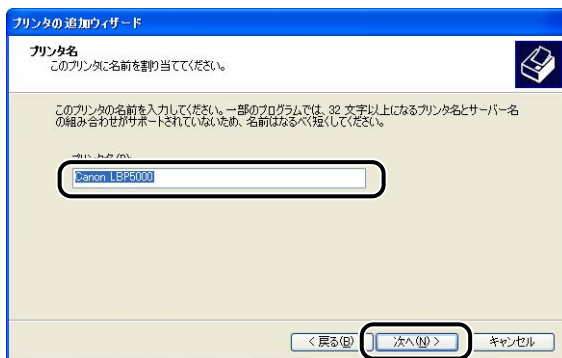 プリンタの追加ウィザード
プリンタ名
このプリンタに名前を割り当ててください。
このプリンタの名前を入力してください。一部のプログラムでは、32 文字以上になるプリンタ名とサーバー名
の組み合わせがサポートされていないため、名前はなるべく短くしてください。
プリンタ名(P):
Canon LBP5000
< 戻る(B)
次へ(N) >
キャンセル